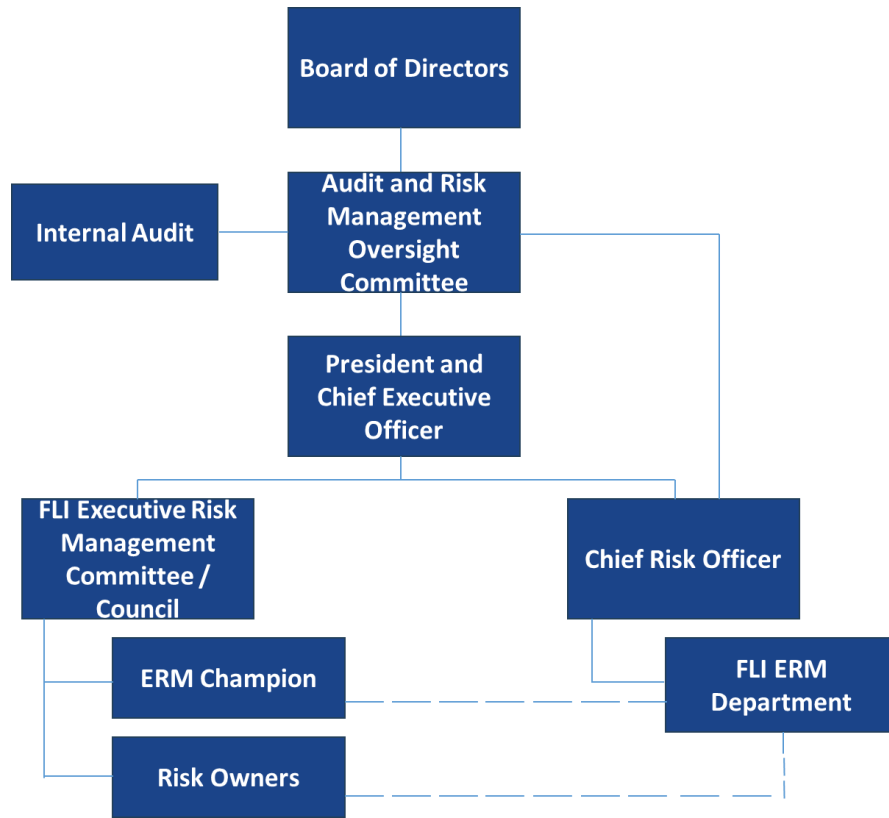 Board of Directors
Audit and Risk
Management
Oversight
Committee
Internal Audit
President and
Chief Executive
Officer
FLI Executive Risk
Management
Committee /
Council
Chief Risk Officer
ERM Champion
FLI ERM
Department
Risk Owners